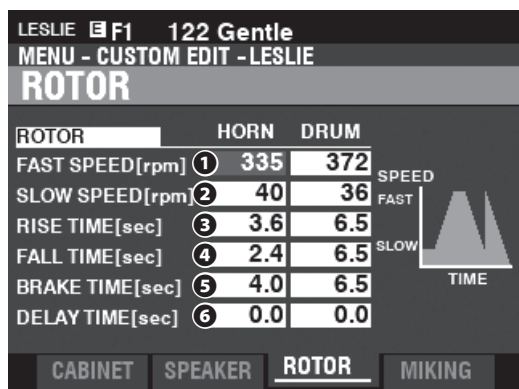 LESLIE E F1 122 Gentle
MENU - CUSTOM EDIT -LESLIE
ROTOR
ROTOR HORN DRUM
FAST SPEED[rpm] 1 335 372
SLOW SPEED[rpm] 2 40 36
RISE TIME[sec] 3 3.6 6.5
FALL TIME[sec] 4 2.4 6.5
BRAKE TIME[sec] 5 4.0 6.5
DELAY TIME[sec] 6 0.0 0.0
SPEED
FAST
SLOW
TIME
CABINET SPEAKER ROTOR MIKING